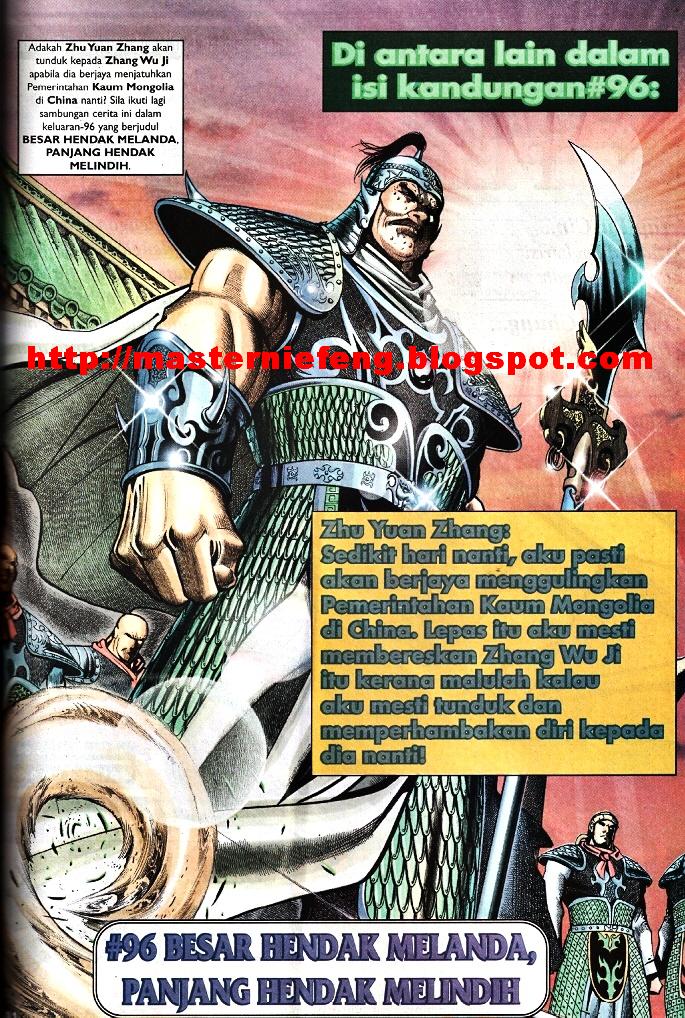 Adakah Zhu Yuan Zhang akan
tunduk kepada Zhang Wu Ji
apabila dia berjaya menjatuhkan
Pemerintahan Kaum Mongolia
di China nanti? Sila ikuti lagi
sambungan cerita ini dalam
keluaran-96 yang berjudul
BESAR HENDAK MELANDA,
PANJANG HENDAK
MELINDIH.
Di antara lain dalam
isi kandungan#96:
http://masterniefeng.blogspot.com
Zhu Yuan Zhang:
Sedikit hari nanti, aku pasti
akan berjaya menggulingkan
Pemerintahan Kaum Mongolia
di China. Lepas itu aku mesti
membereskan Zhang Wu Ji
itu kerana malulah kalau
aku mesti tunduk dan
memperhambakan diri kepada
dia nanti!
#96 BESAR HENDAK MELANDA,
PANJANG HENDAK MELINDIH